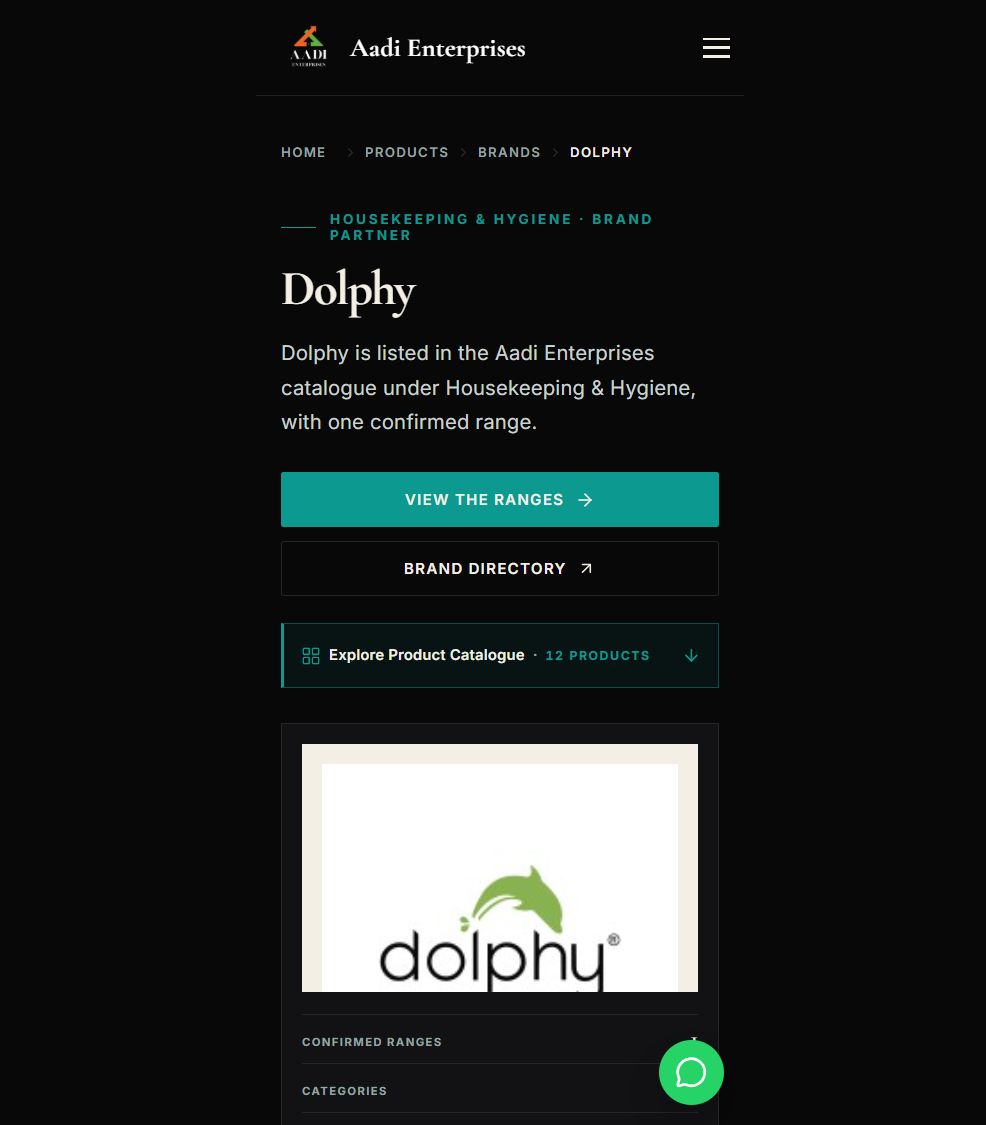 AADI
ENTERPRISES
Aadi Enterprises
HOME
PRODUCTS
BRANDS
DOLPHY
HOUSEKEEPING & HYGIENE · BRAND
PARTNER
Dolphy
Dolphy is listed in the Aadi Enterprises
catalogue under Housekeeping & Hygiene,
with one confirmed range.
VIEW THE RANGES
BRAND DIRECTORY
Explore Product Catalogue · 12 PRODUCTS
dolphy®
CONFIRMED RANGES
CATEGORIES